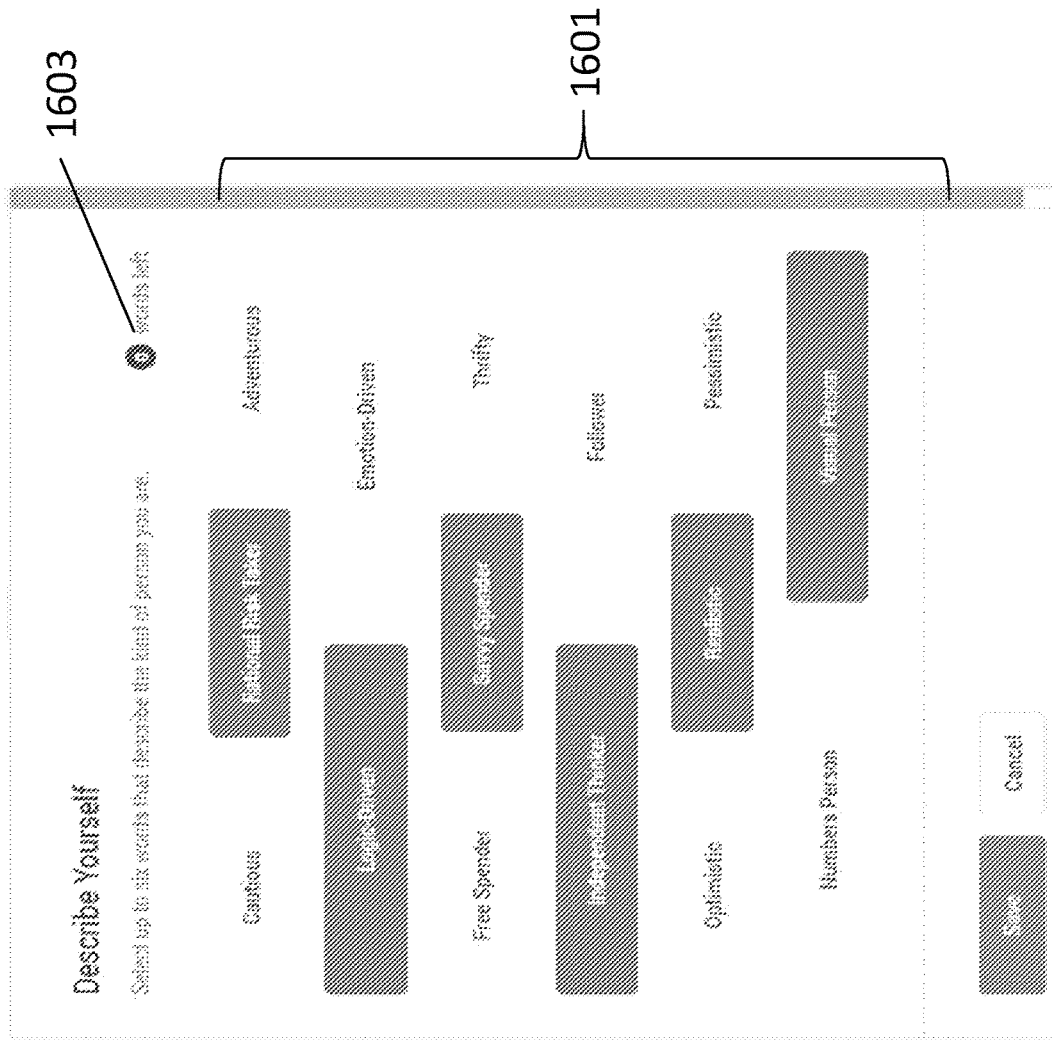 1603
1601
Describe Yourself
Select up to six words that describe the kind of person you are.
words left
Cautious Rational Risk Taker Adventurous
Logic-Driven Emotion-Driven
Free Spender Savvy Spender Thrifty
Independent Thinker Follower
Optimistic Realistic Pessimistic
Numbers Person Person
Save Cancel